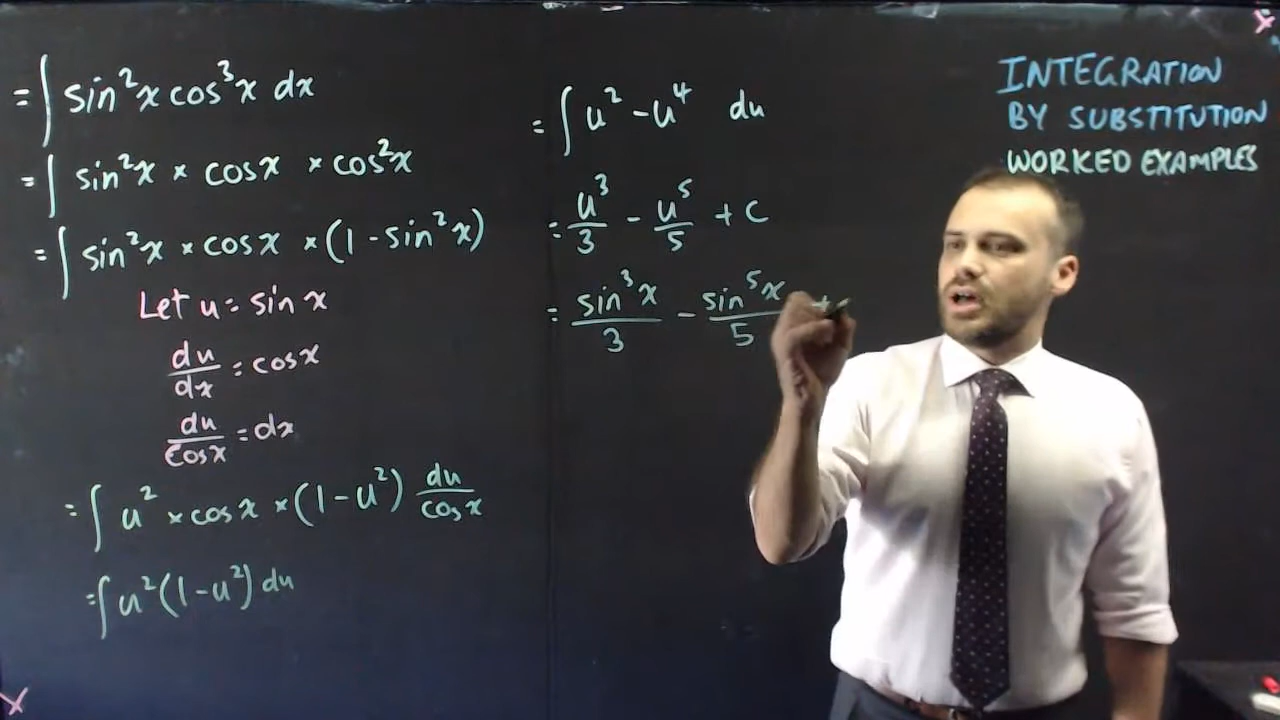 = ∫ sin²x cos³x dx
= ∫ sin²x × cosx × cos²x
= ∫ sin²x × cosx × (1 - sin²x)
Let u = sin x
du/dx = cosx
du/cosx = dx
= ∫ u² × cosx × (1 - u²) du/cosx
= ∫ u²(1 - u²) du
= ∫ u² - u⁴ du
= u³/3 - u⁵/5 + c
= sin³x/3 - sin⁵x/5 +
INTEGRATION
BY SUBSTITUTION
WORKED EXAMPLES